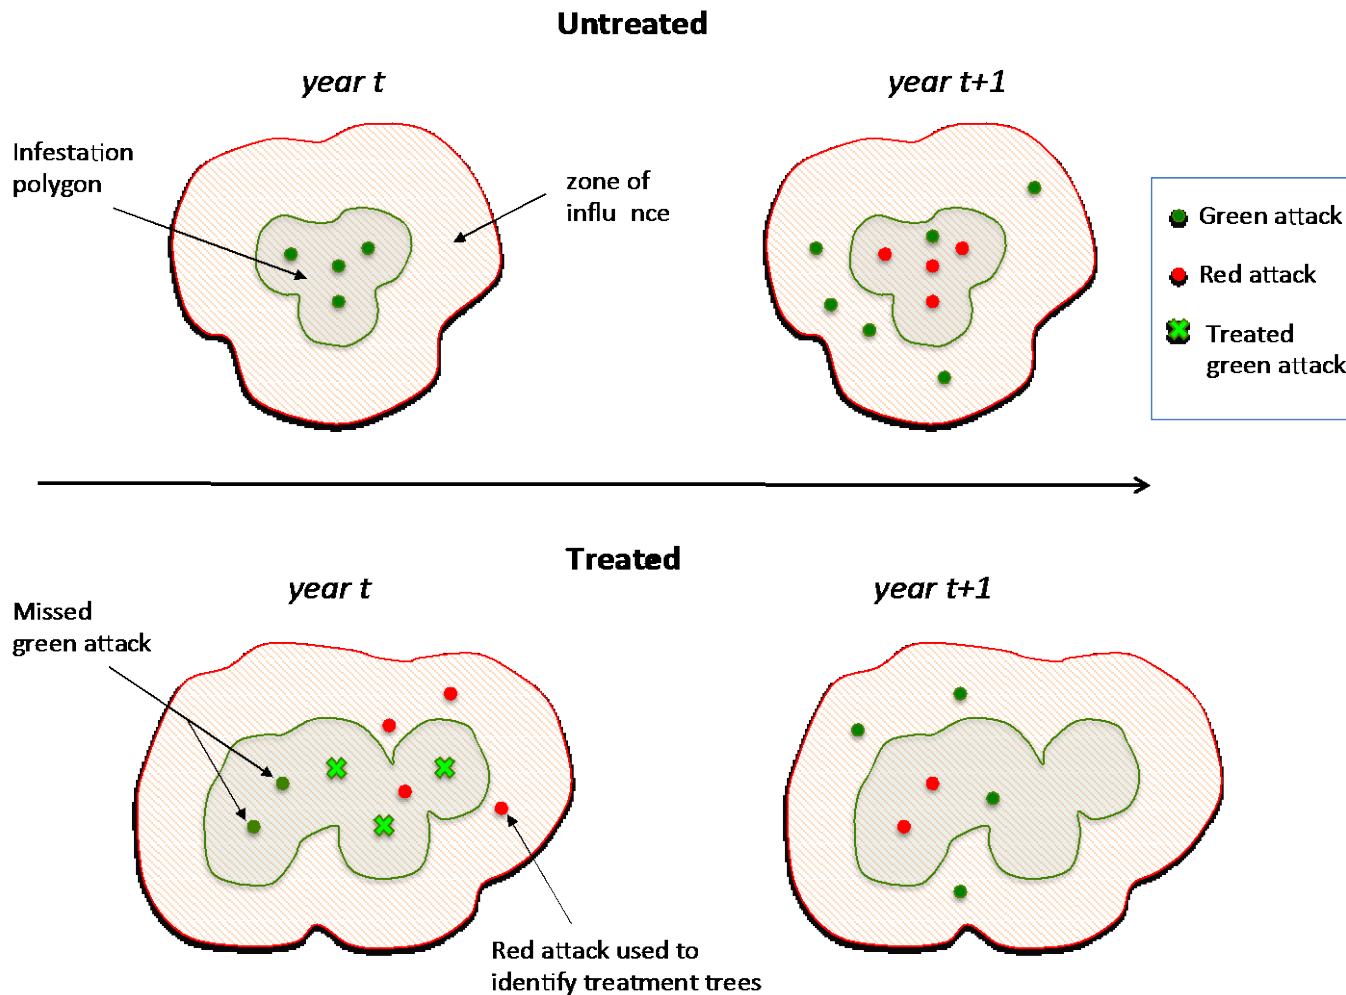 Untreated
year t
year t+1
Infestation
polygon
zone of
influ nce
Green attack
Red attack
Treated
green attack
Treated
year t
year t+1
Missed
green attack
Red attack used to
identify treatment trees